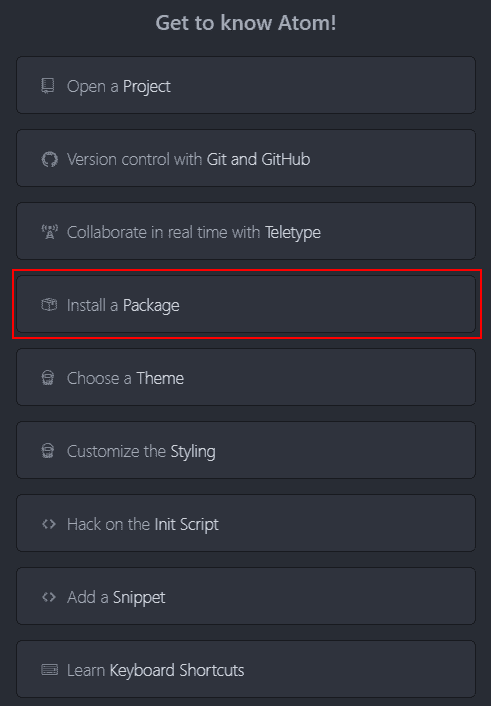 Get to know Atom!
Open a Project
Version control with Git and GitHub
Collaborate in real time with Teletype
Install a Package
Choose a Theme
Customize the Styling
Hack on the Init Script
Add a Snippet
Learn Keyboard Shortcuts